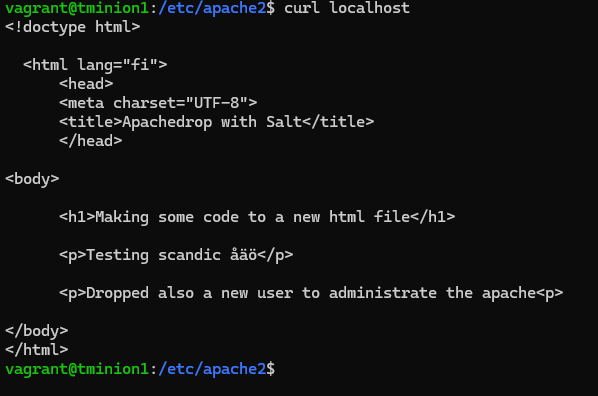 vagrant@tminion1:/etc/apache2$ curl localhost
<!doctype html>
<html lang="fi">
<head>
<meta charset="UTF-8">
<title>Apachedrop with Salt</title>
</head>
<body>
<h1>Making some code to a new html file</h1>
<p>Testing scandic åäö</p>
<p>Dropped also a new user to administrate the apache<p>
</body>
</html>
vagrant@tminion1:/etc/apache2$